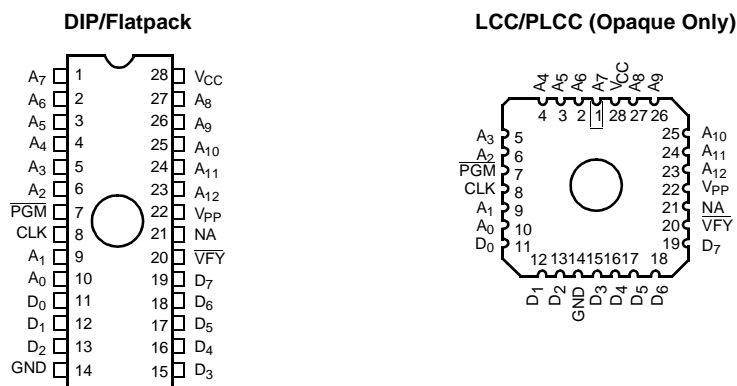 DIP/Flatpack
A7 1 28 VCC
A6 2 27 A8
A5 3 26 A9
A4 4 25 A10
A3 5 24 A11
A2 6 23 A12
PGM 7 22 VPP
CLK 8 21 NA
A1 9 20 VFY
A0 10 19 D7
D0 11 18 D6
D1 12 17 D5
D2 13 16 D4
GND 14 15 D3
LCC/PLCC (Opaque Only)
A4 A5 A6 A7 VCC A8 A9
4 3 2 1 28 27 26
A3 5 25 A10
A2 6 24 A11
PGM 7 23 A12
CLK 8 22 VPP
A1 9 21 NA
A0 10 20 VFY
D0 11 19 D7
12 13 14 15 16 17 18
D1 D2 GND D3 D4 D5 D6